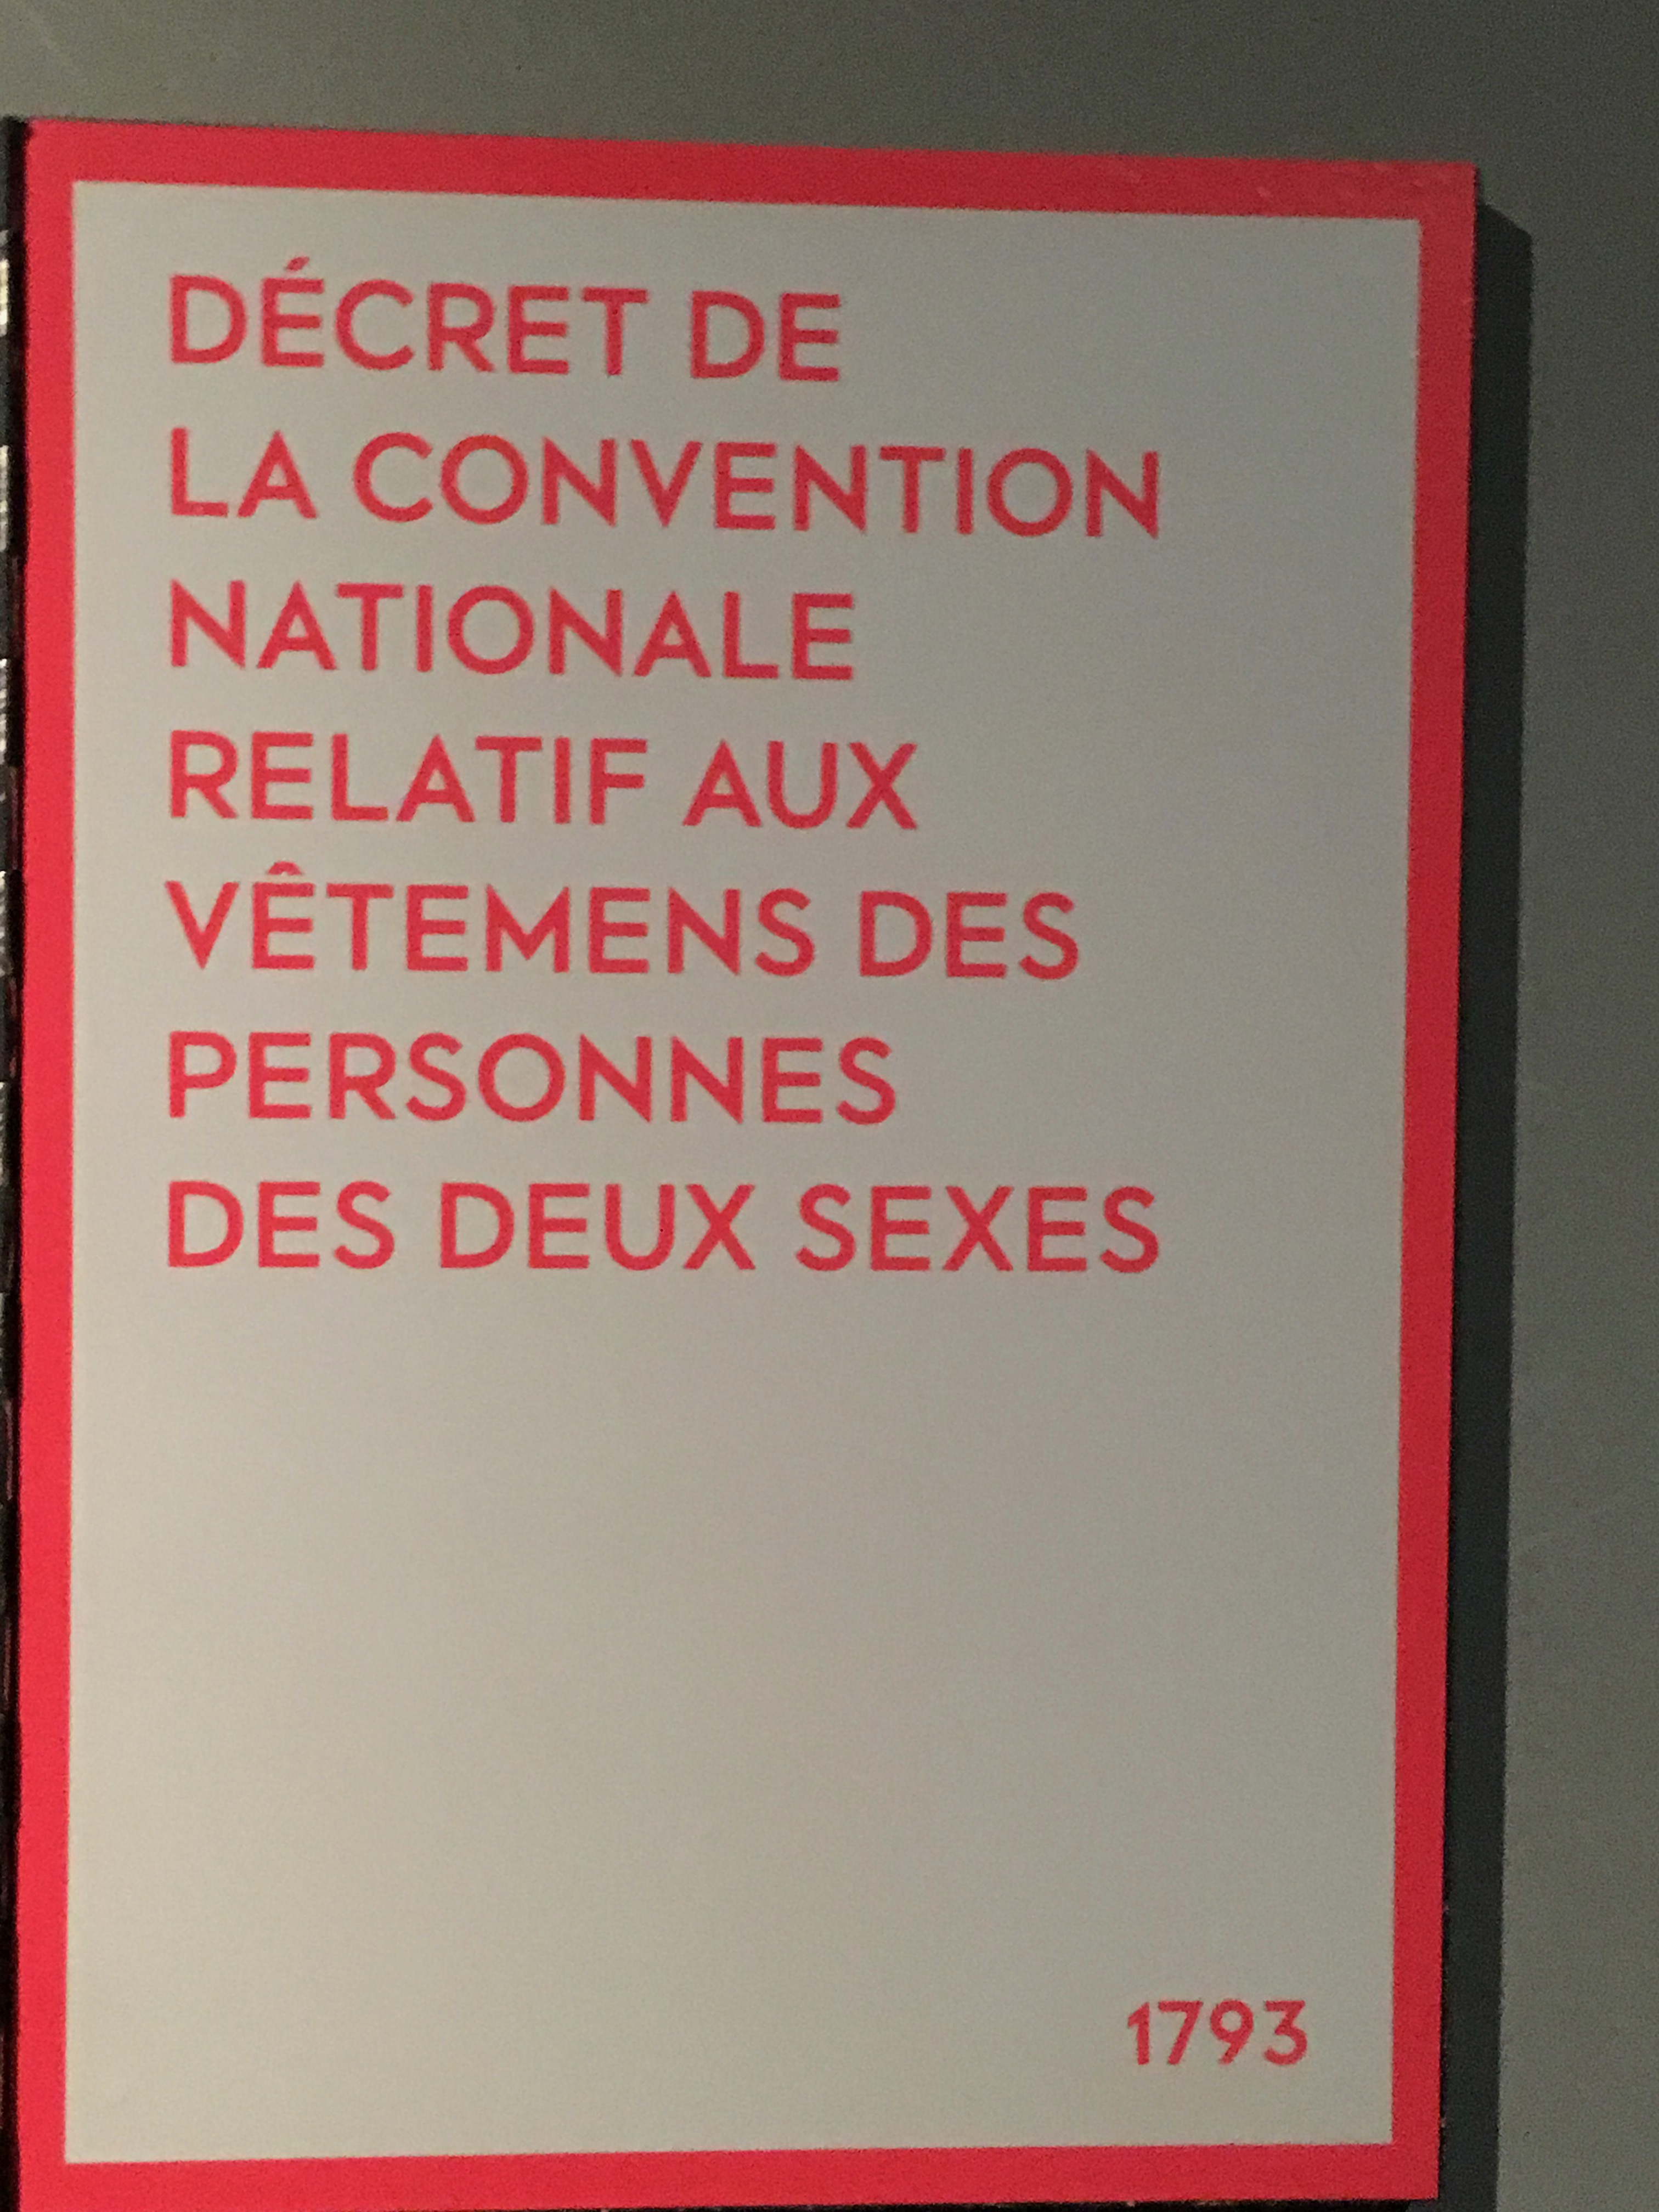 DÉCRET DE
LA CONVENTION
NATIONALE
RELATIF AUX
VÊTEMENS DES
PERSONNES
DES DEUX SEXES
1793